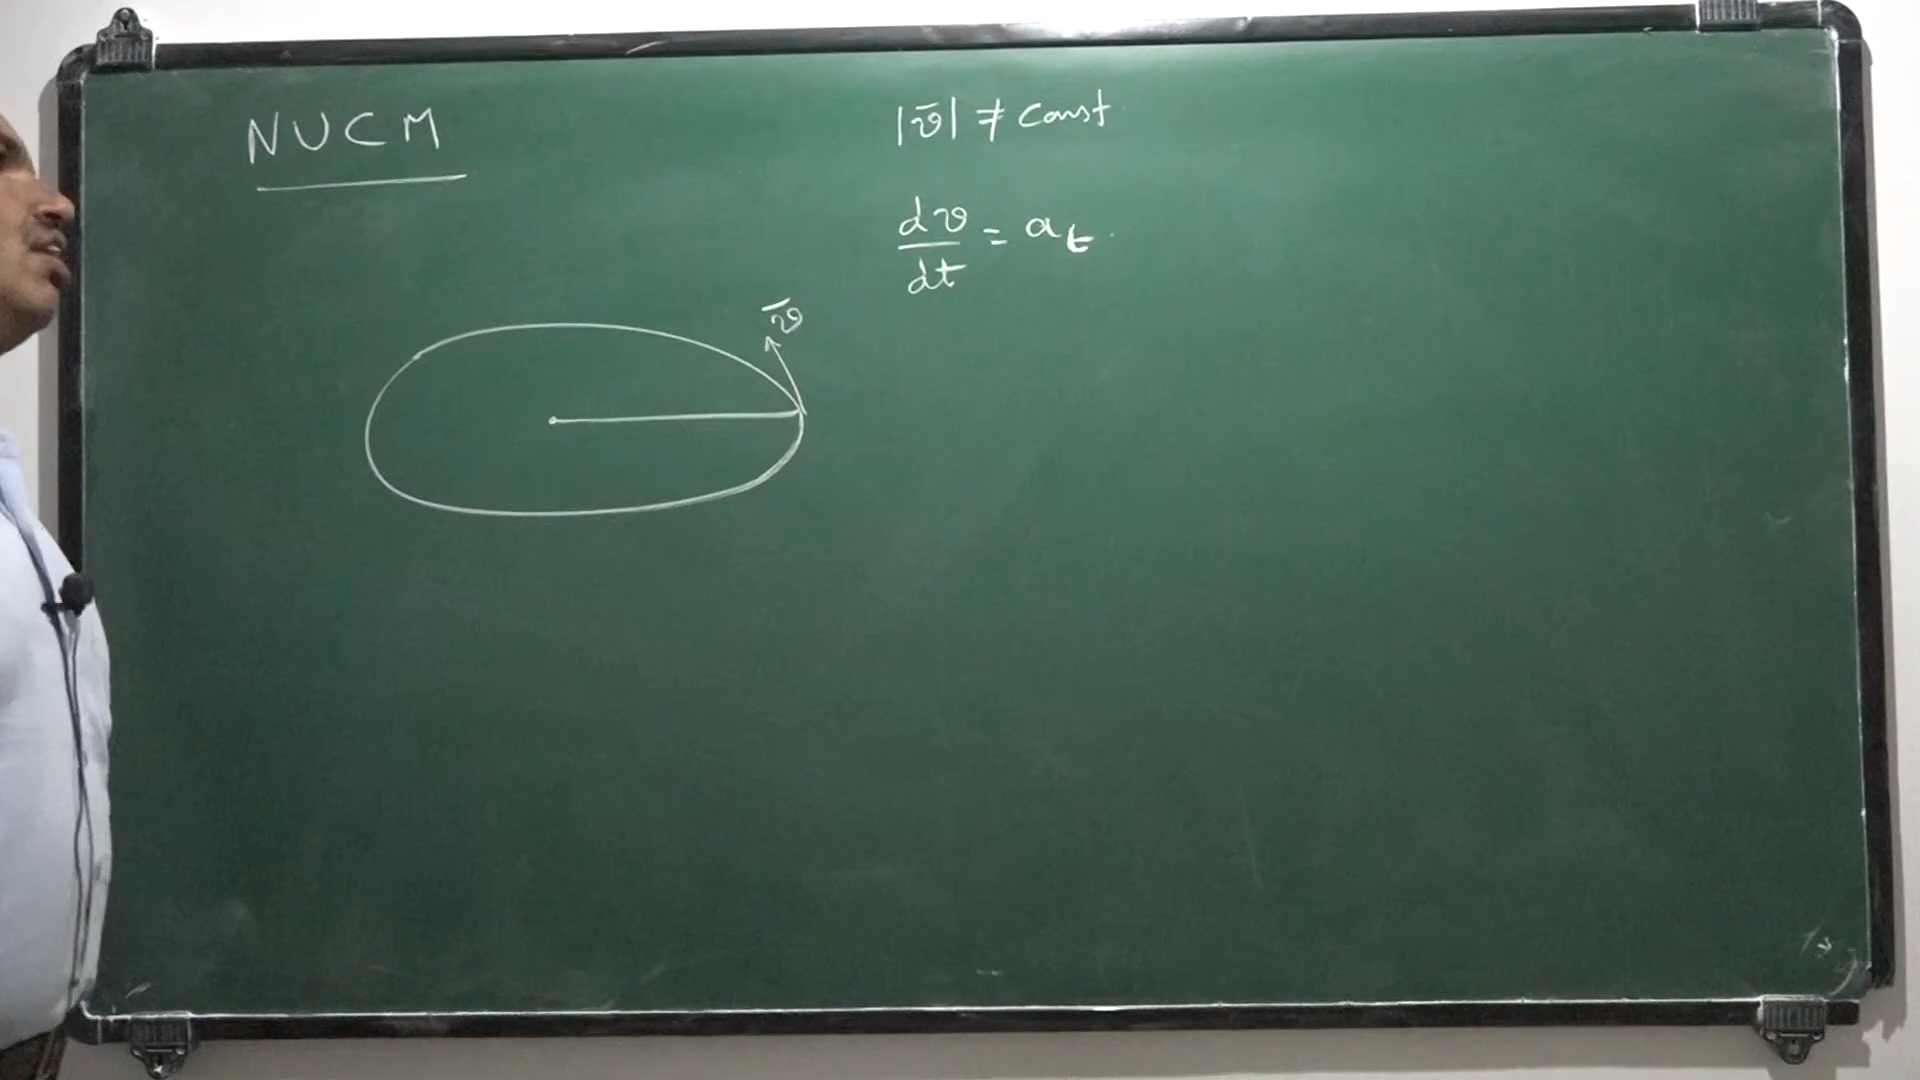 NUCM
|v̄| ≠ const
dv/dt = a_t
v̄